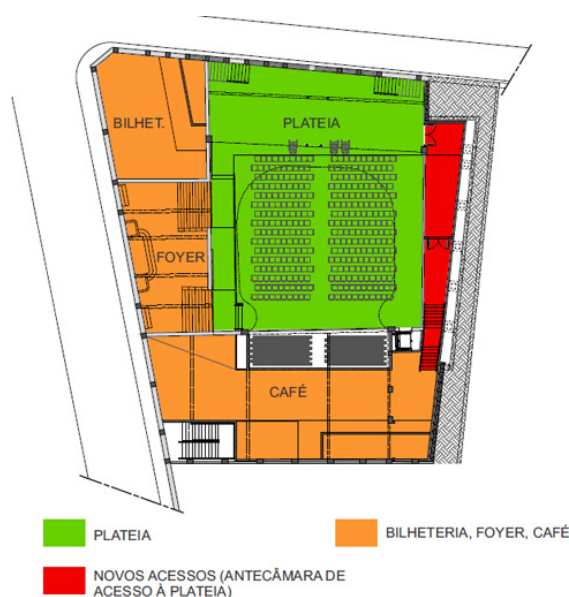 BILHET.
PLATEIA
FOYER
CAFÉ
PLATEIA
BILHETERIA, FOYER, CAFÉ
NOVOS ACESSOS (ANTECÂMARA DE
ACESSO À PLATEIA)